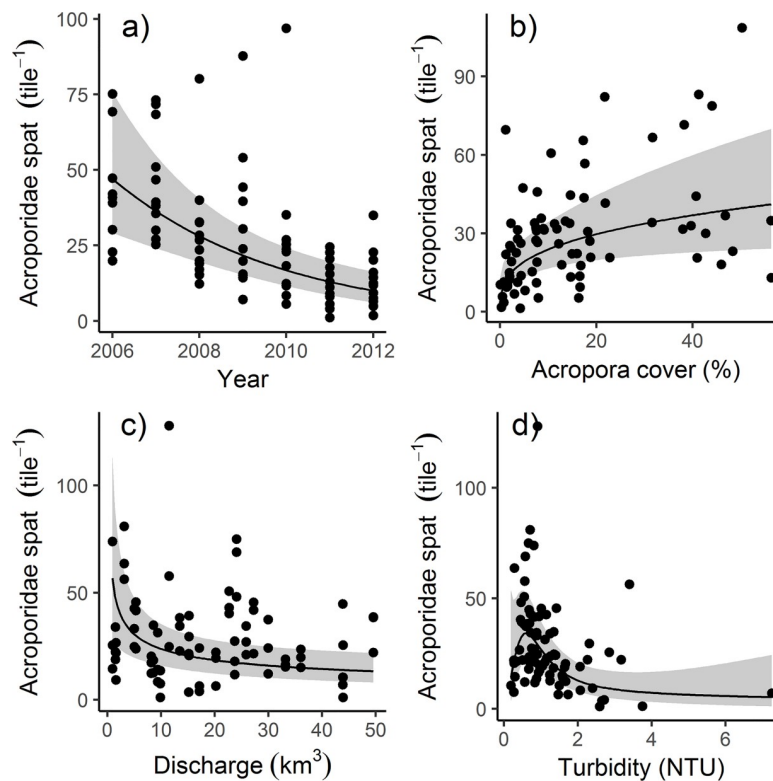 a)
Acroporidae spat (tile⁻¹)
100
75
50
25
0
2006 2008 2010 2012
Year
b)
Acroporidae spat (tile⁻¹)
90
60
30
0
0 20 40
Acropora cover (%)
c)
Acroporidae spat (tile⁻¹)
100
50
0
0 10 20 30 40 50
Discharge (km³)
d)
Acroporidae spat (tile⁻¹)
100
50
0
0 2 4 6
Turbidity (NTU)